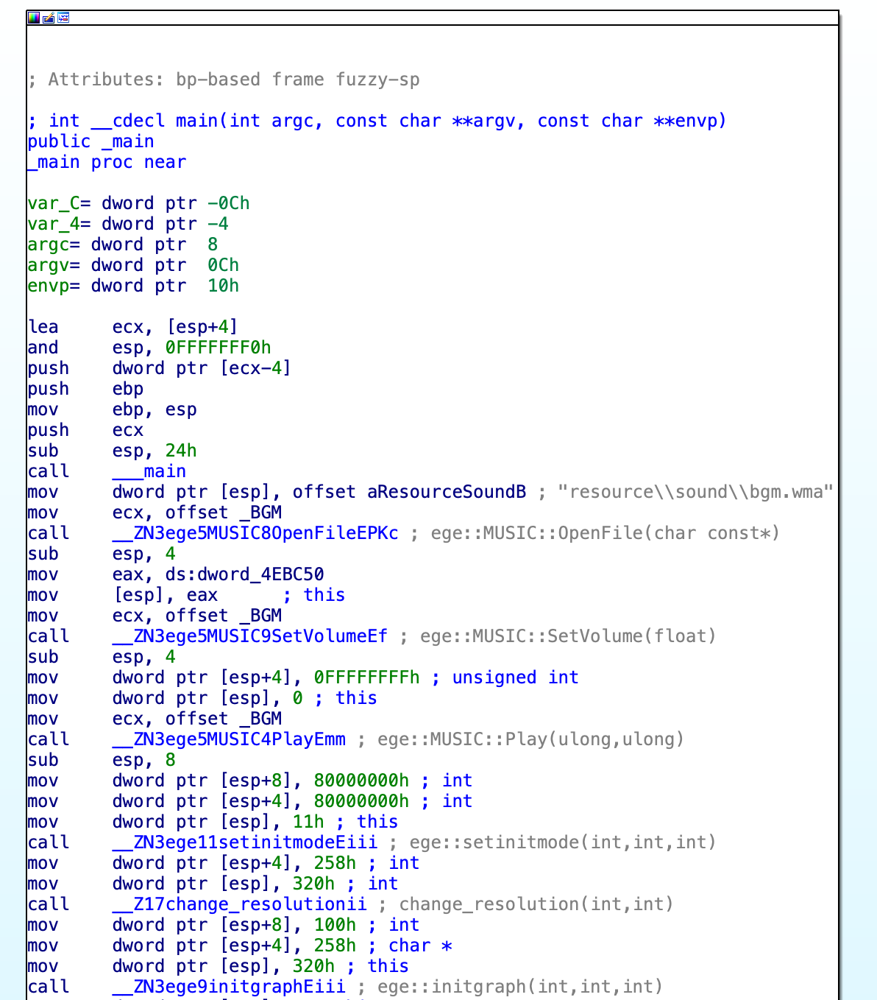 ; Attributes: bp-based frame fuzzy-sp
; int __cdecl main(int argc, const char **argv, const char **envp)
public _main
_main proc near
var_C= dword ptr -0Ch
var_4= dword ptr -4
argc= dword ptr  8
argv= dword ptr  0Ch
envp= dword ptr  10h
lea     ecx, [esp+4]
and     esp, 0FFFFFFF0h
push    dword ptr [ecx-4]
push    ebp
mov     ebp, esp
push    ecx
sub     esp, 24h
call    ___main
mov     dword ptr [esp], offset aResourceSoundB ; "resource\\sound\\bgm.wma"
mov     ecx, offset _BGM
call    __ZN3ege5MUSIC8OpenFileEPKc ; ege::MUSIC::OpenFile(char const*)
sub     esp, 4
mov     eax, ds:dword_4EBC50
mov     [esp], eax      ; this
mov     ecx, offset _BGM
call    __ZN3ege5MUSIC9SetVolumeEf ; ege::MUSIC::SetVolume(float)
sub     esp, 4
mov     dword ptr [esp+4], 0FFFFFFFFh ; unsigned int
mov     dword ptr [esp], 0 ; this
mov     ecx, offset _BGM
call    __ZN3ege5MUSIC4PlayEmm ; ege::MUSIC::Play(ulong,ulong)
sub     esp, 8
mov     dword ptr [esp+8], 80000000h ; int
mov     dword ptr [esp+4], 80000000h ; int
mov     dword ptr [esp], 11h ; this
call    __ZN3ege11setinitmodeEiii ; ege::setinitmode(int,int,int)
mov     dword ptr [esp+4], 258h ; int
mov     dword ptr [esp], 320h ; int
call    __Z17change_resolutionii ; change_resolution(int,int)
mov     dword ptr [esp+8], 100h ; int
mov     dword ptr [esp+4], 258h ; char *
mov     dword ptr [esp], 320h ; this
call    __ZN3ege9initgraphEiii ; ege::initgraph(int,int,int)